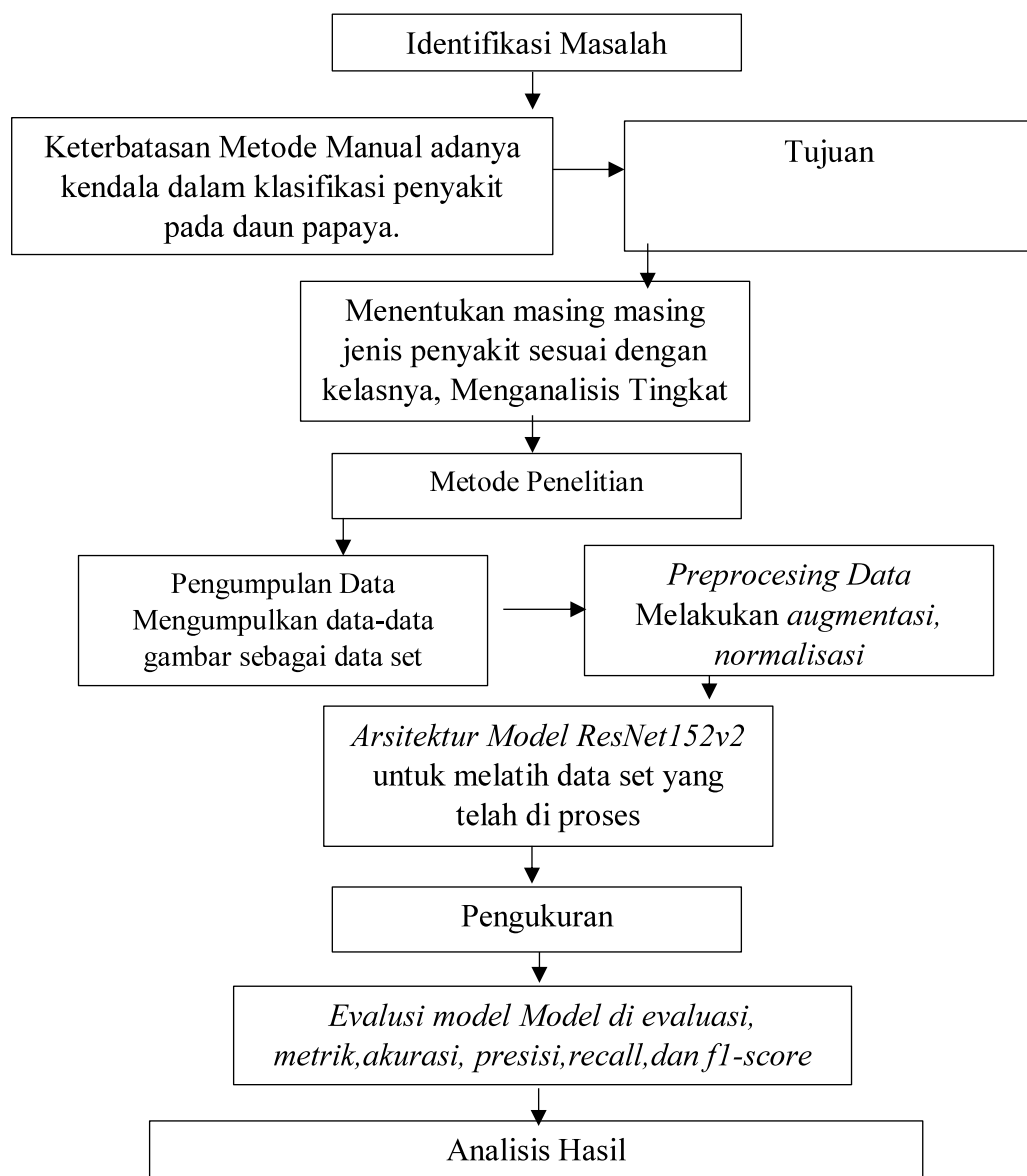 Identifikasi Masalah
Keterbatasan Metode Manual adanya
kendala dalam klasifikasi penyakit
pada daun papaya.
Tujuan
Menentukan masing masing
jenis penyakit sesuai dengan
kelasnya, Menganalisis Tingkat
Metode Penelitian
Pengumpulan Data
Mengumpulkan data-data
gambar sebagai data set
Preprocesing Data
Melakukan augmentasi,
normalisasi
Arsitektur Model ResNet152v2
untuk melatih data set yang
telah di proses
Pengukuran
Evalusi model Model di evaluasi,
metrik,akurasi, presisi,recall,dan f1-score
Analisis Hasil